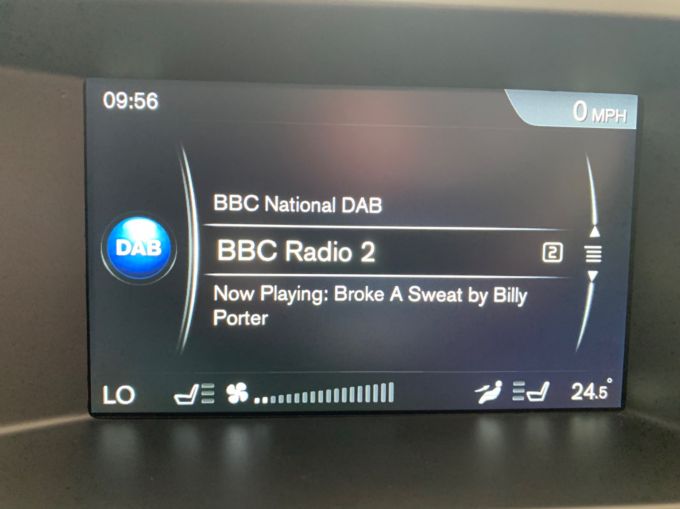 09:56
0 MPH
BBC National DAB
DAB
BBC Radio 2
2
Now Playing: Broke A Sweat by Billy
Porter
LO
24.5°